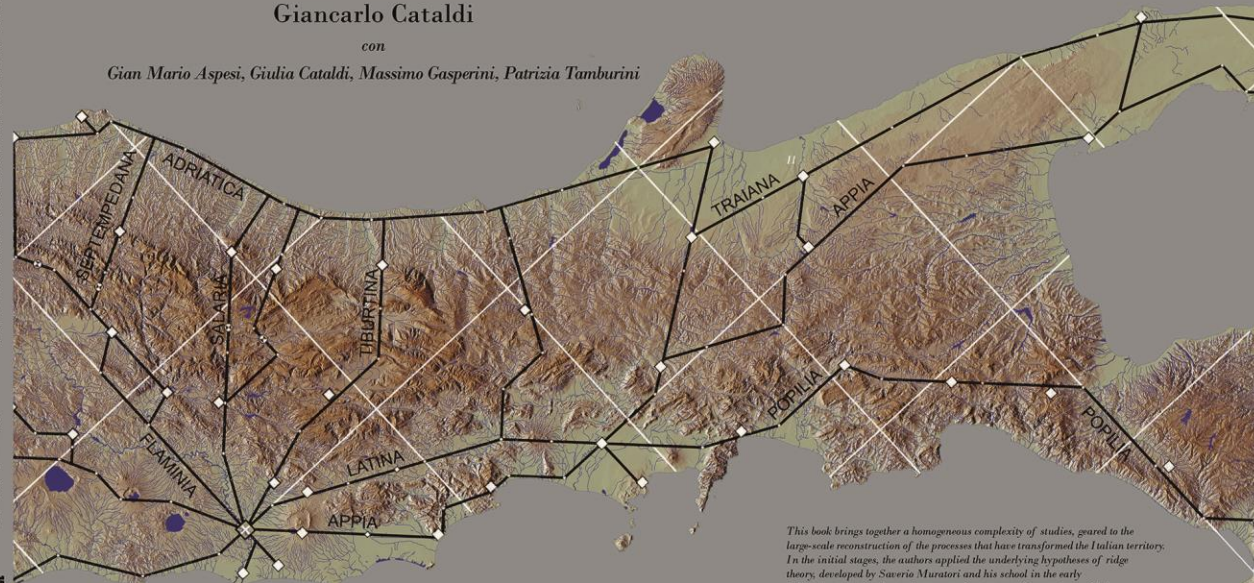 Giancarlo Cataldi
con
Gian Mario Aspesi, Giulia Cataldi, Massimo Gasperini, Patrizia Tamburini
SEPTEMPEDANA
ADRIATICA
SALARIA
TIBURTINA
TRAIANA
APPIA
FLAMINIA
LATINA
APPIA
POPILIA
POPILIA
This book brings together a homogeneous complexity of studies, geared to the
large-scale reconstruction of the processes that have transformed the Italian territory.
In the initial stages, the authors applied the underlying hypotheses of ridge
theory, developed by Saverio Muratori and his school in the early